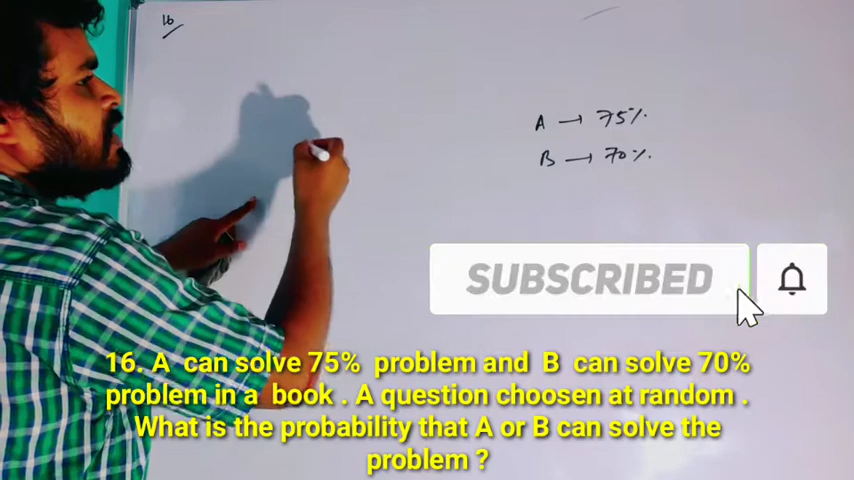 16
A → 75%.
B → 70%.
SUBSCRIBED
16. A can solve 75% problem and B can solve 70%
problem in a book . A question choosen at random .
What is the probability that A or B can solve the
problem ?